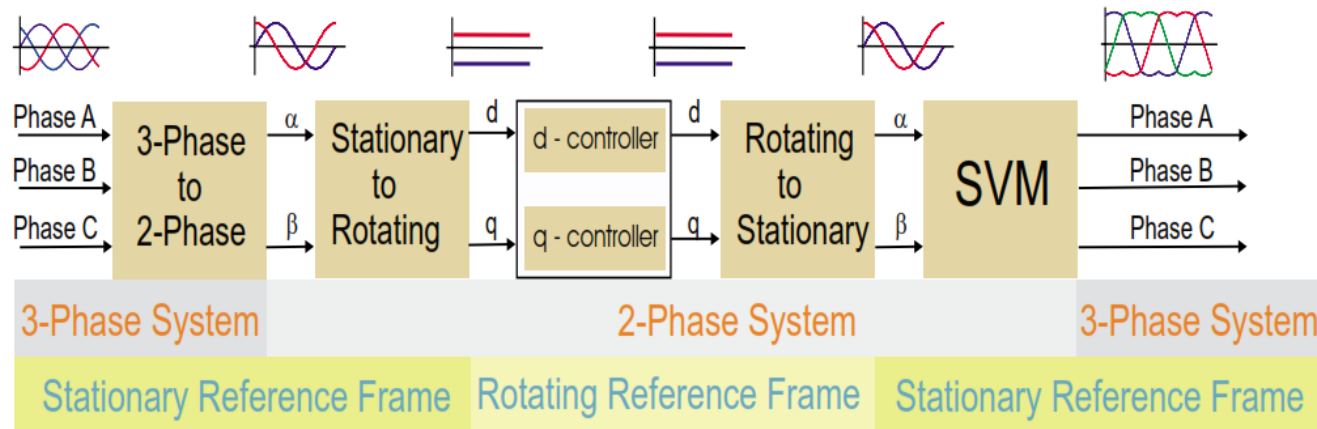 Phase A
Phase B
Phase C
3-Phase
to
2-Phase
α
β
Stationary
to
Rotating
d
q
d - controller
q - controller
d
q
Rotating
to
Stationary
α
β
SVM
Phase A
Phase B
Phase C
3-Phase System
2-Phase System
3-Phase System
Stationary Reference Frame
Rotating Reference Frame
Stationary Reference Frame